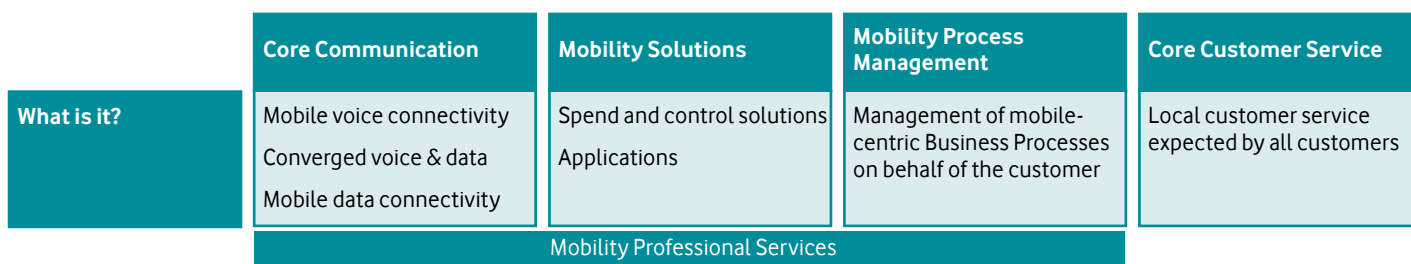 Core Communication
Mobility Solutions
Mobility Process
Management
Core Customer Service
What is it?
Mobile voice connectivity
Converged voice & data
Mobile data connectivity
Spend and control solutions
Applications
Management of mobile-
centric Business Processes
on behalf of the customer
Local customer service
expected by all customers
Mobility Professional Services